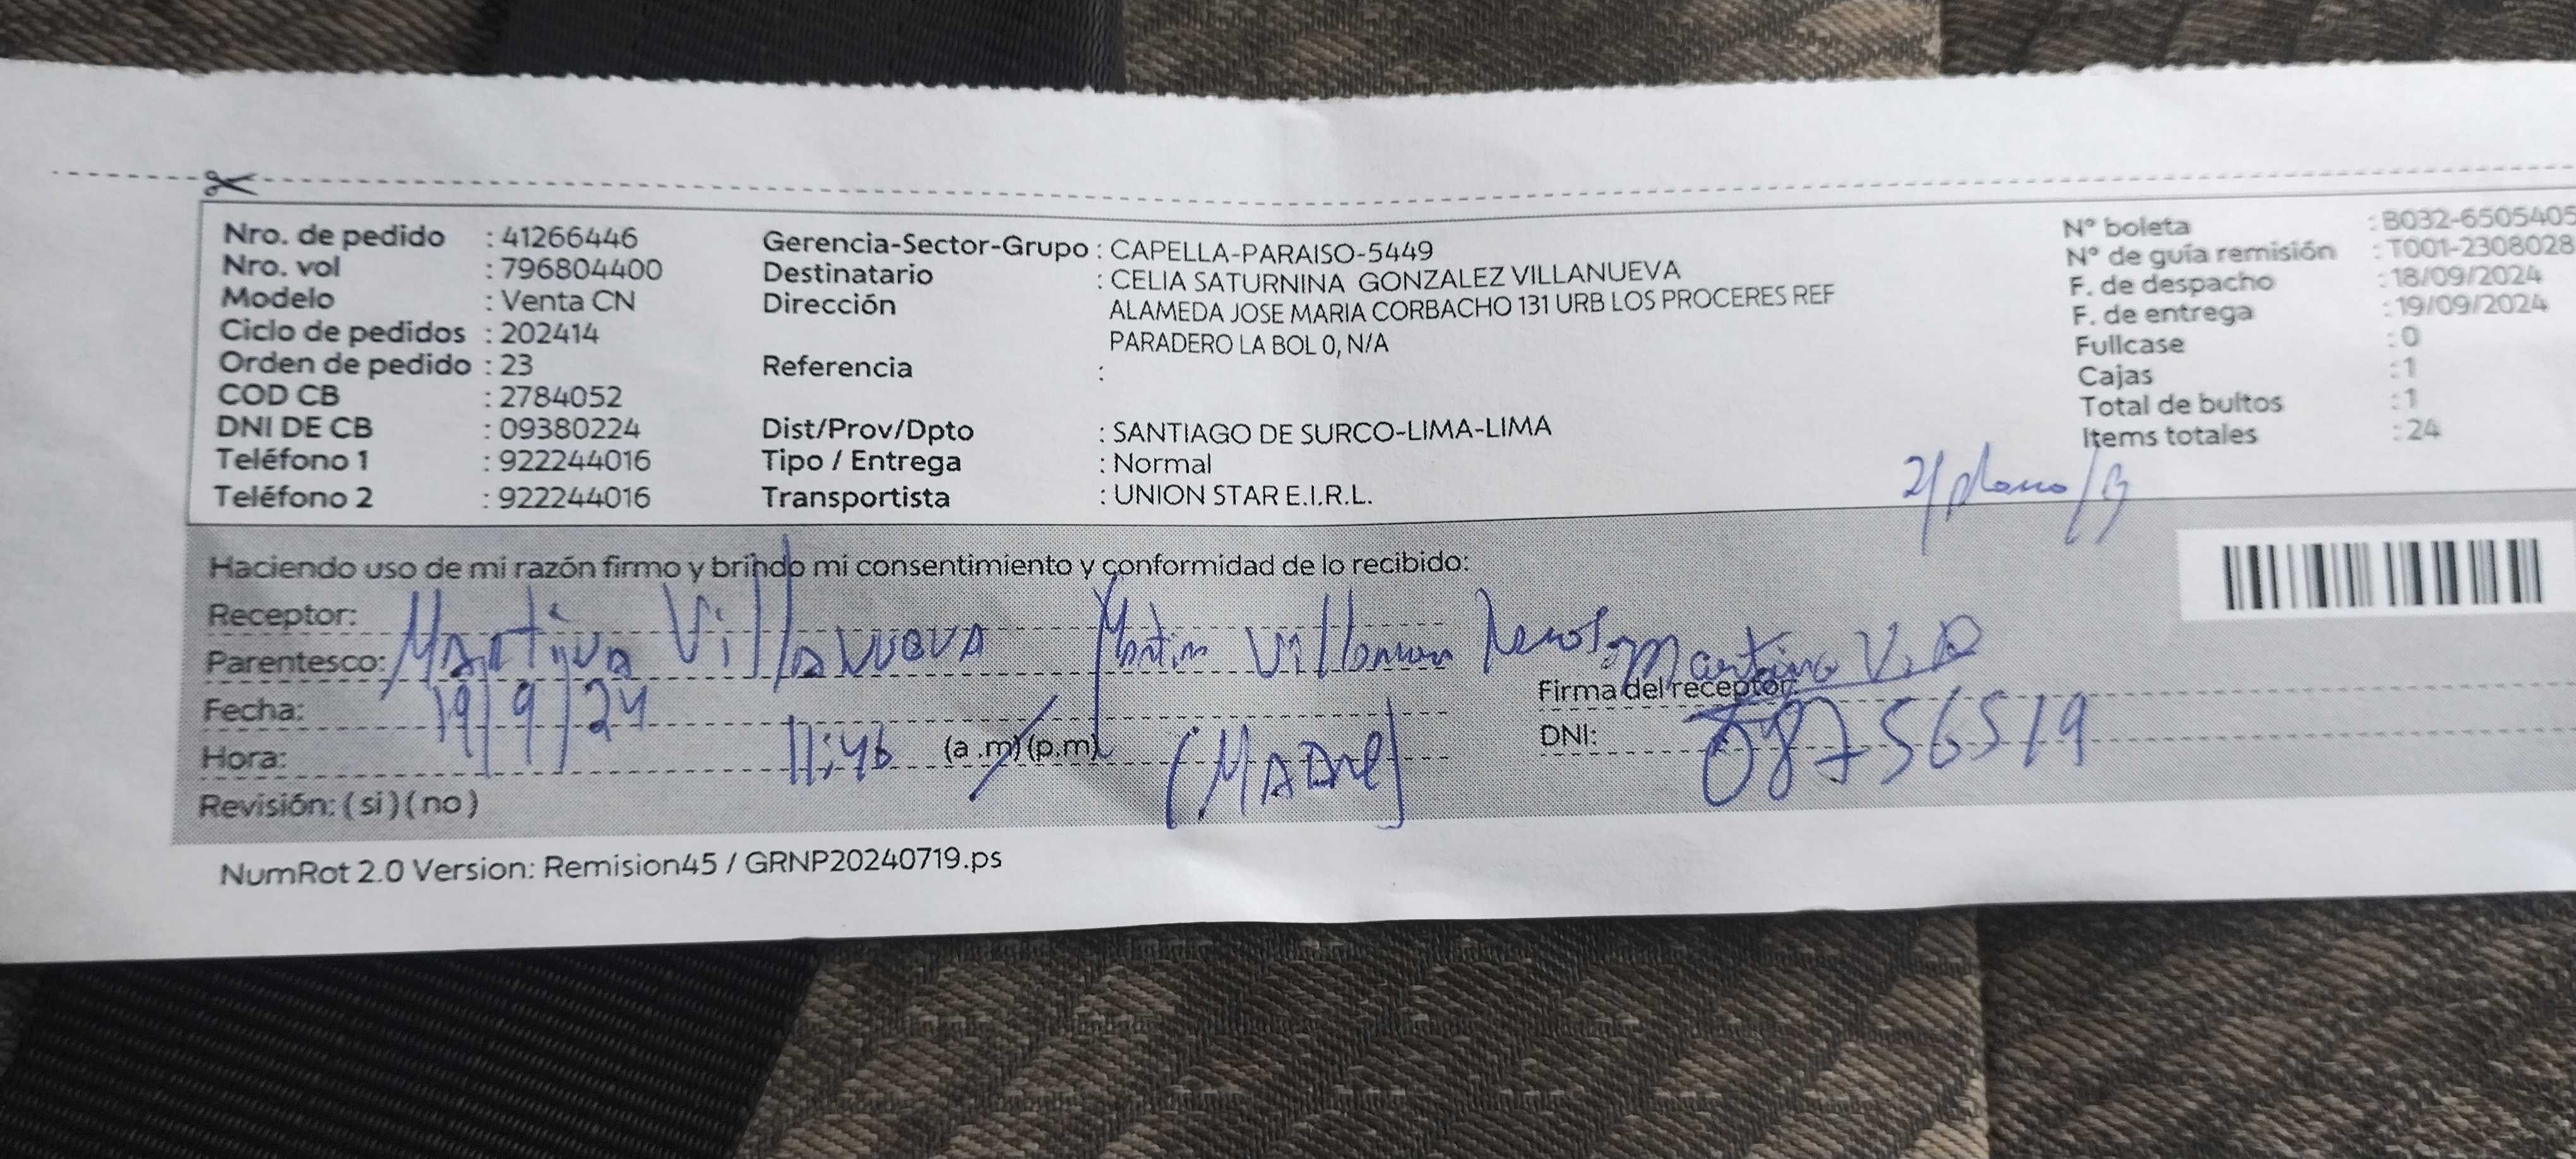 Nro. de pedido : 41266446
Nro. vol : 796804400
Modelo : Venta CN
Ciclo de pedidos : 202414
Orden de pedido : 23
COD CB : 2784052
DNI DE CB : 09380224
Teléfono 1 : 922244016
Teléfono 2 : 922244016
Gerencia-Sector-Grupo : CAPELLA-PARAISO-5449
Destinatario : CELIA SATURNINA GONZALEZ VILLANUEVA
Dirección ALAMEDA JOSE MARIA CORBACHO 131 URB LOS PROCERES REF
PARADERO LA BOL 0, N/A
Referencia :
Dist/Prov/Dpto : SANTIAGO DE SURCO-LIMA-LIMA
Tipo / Entrega : Normal
Transportista : UNION STAR E.I.R.L.
N° boleta : B032-6505405
N° de guía remisión : T001-2308028
F. de despacho : 18/09/2024
F. de entrega : 19/09/2024
Fullcase : 0
Cajas : 1
Total de bultos : 1
Items totales : 24
Haciendo uso de mi razón firmo y brindo mi consentimiento y conformidad de lo recibido:
Receptor:
Parentesco: Martina Villanueva
Fecha: 19/9/24
Hora: 11:46 (a.m)(p.m) (MADRE)
Martina V.
Firma del receptor:
DNI: 08756519
Revisión: (si) (no)
NumRot 2.0 Version: Remision45 / GRNP20240719.ps